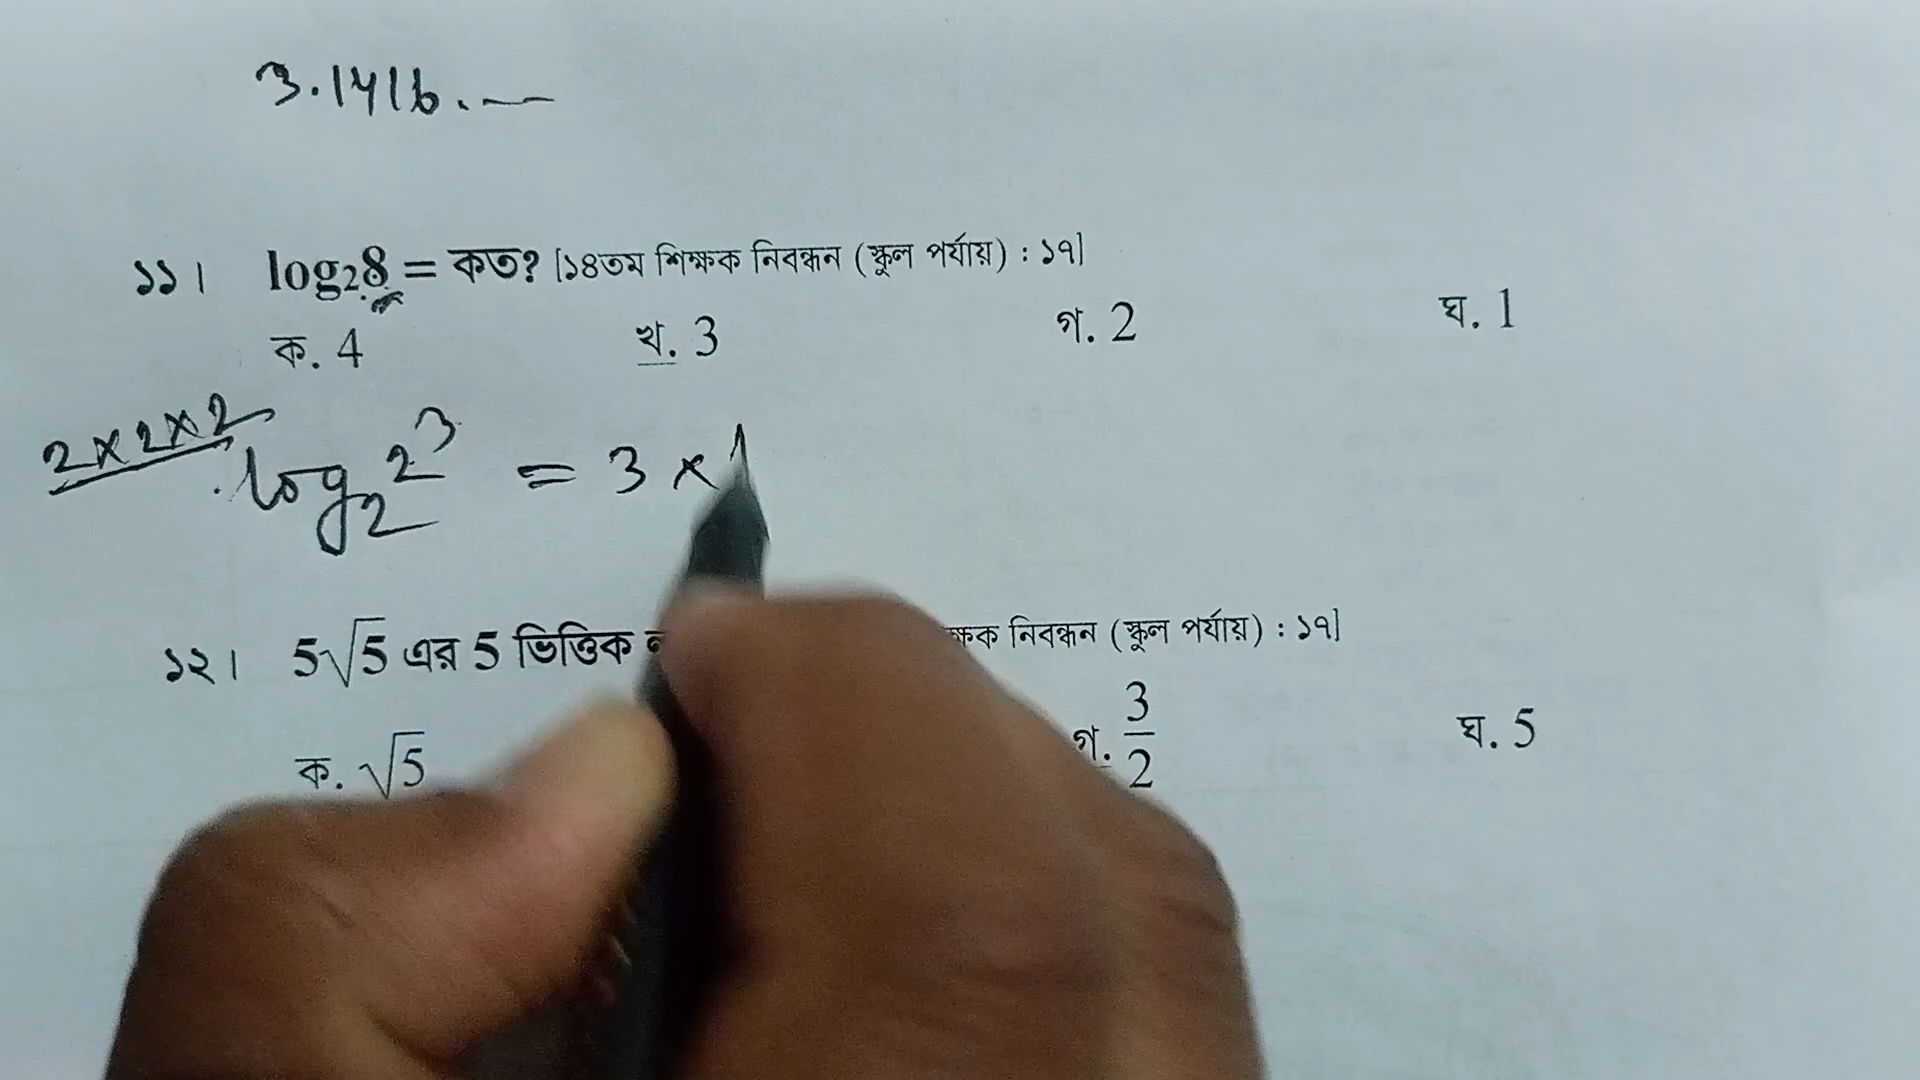 3.1416.—
১১। log₂8 = কত? [১৪তম শিক্ষক নিবন্ধন (স্কুল পর্যায়) : ১৭]
ক. 4 খ. 3 গ. 2 ঘ. 1
2×2×2
log₂2³ = 3 × 1
১২। 5√5 এর 5 ভিত্তিক নিবন্ধন (স্কুল পর্যায়) : ১৭]
ক. √5 গ. 3/2 ঘ. 5